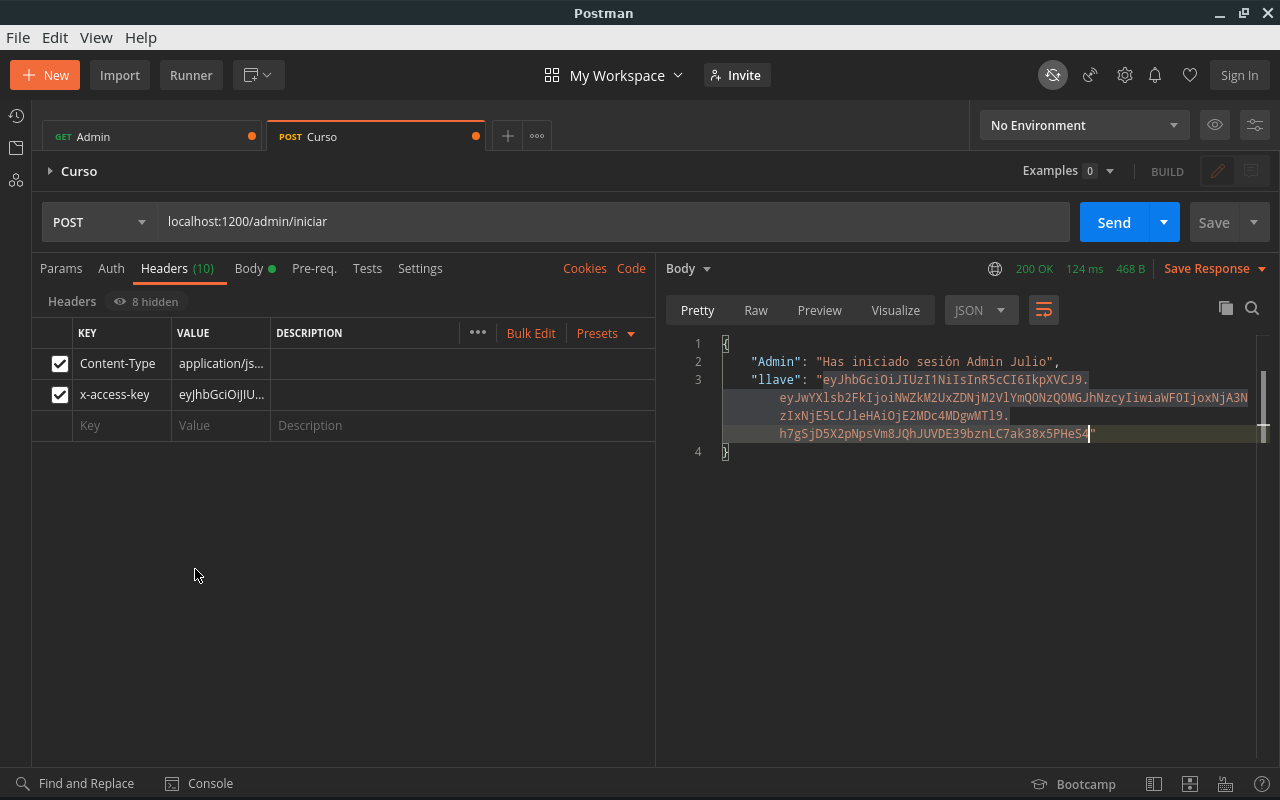 Postman
File Edit View Help
New Import Runner My Workspace Invite Sign In
GET Admin POST Curso No Environment
Curso Examples 0 BUILD
POST localhost:1200/admin/iniciar Send Save
Params Auth Headers (10) Body Pre-req. Tests Settings Cookies Code
Body 200 OK 124 ms 468 B Save Response
Headers 8 hidden
Pretty Raw Preview Visualize JSON
KEY VALUE DESCRIPTION Bulk Edit Presets
Content-Type application/js...
x-access-key eyJhbGciOiJIU...
Key Value Description
1 {
2 "Admin": "Has iniciado sesión Admin Julio",
3 "llave": "eyJhbGciOiJIUzI1NiIsInR5cCI6IkpXVCJ9.
eyJwYXlsb2FkIjoiNWZkM2UxZDNjM2VlYmQ0NzQ0MGJhNzcyIiwiaWF0IjoxNjA3N
zIxNjE5LCJleHAiOjE2MDc4MDgwMTl9.
h7gSjD5X2pNpsVm8JQhJUVDE39bznLC7ak38x5PHeS4"
4 }
Find and Replace Console Bootcamp